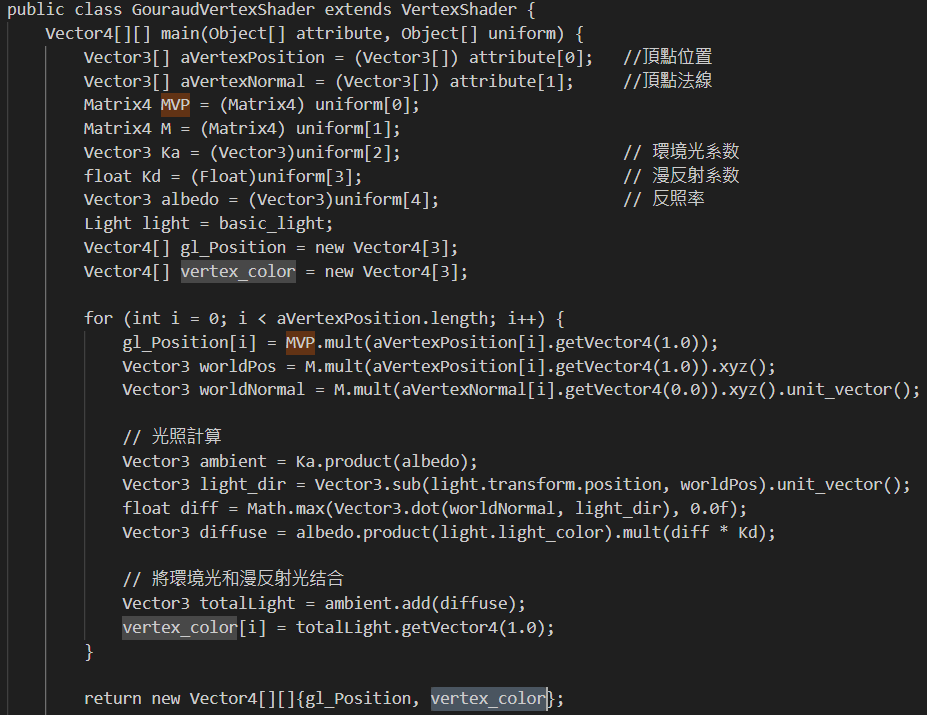 public class GouraudVertexShader extends VertexShader {
Vector4[][] main(Object[] attribute, Object[] uniform) {
Vector3[] aVertexPosition = (Vector3[]) attribute[0]; //頂點位置
Vector3[] aVertexNormal = (Vector3[]) attribute[1]; //頂點法線
Matrix4 MVP = (Matrix4) uniform[0];
Matrix4 M = (Matrix4) uniform[1];
Vector3 Ka = (Vector3)uniform[2]; // 環境光系数
float Kd = (Float)uniform[3]; // 漫反射系数
Vector3 albedo = (Vector3)uniform[4]; // 反照率
Light light = basic_light;
Vector4[] gl_Position = new Vector4[3];
Vector4[] vertex_color = new Vector4[3];
for (int i = 0; i < aVertexPosition.length; i++) {
gl_Position[i] = MVP.mult(aVertexPosition[i].getVector4(1.0));
Vector3 worldPos = M.mult(aVertexPosition[i].getVector4(1.0)).xyz();
Vector3 worldNormal = M.mult(aVertexNormal[i].getVector4(0.0)).xyz().unit_vector();
// 光照計算
Vector3 ambient = Ka.product(albedo);
Vector3 light_dir = Vector3.sub(light.transform.position, worldPos).unit_vector();
float diff = Math.max(Vector3.dot(worldNormal, light_dir), 0.0f);
Vector3 diffuse = albedo.product(light.light_color).mult(diff * Kd);
// 將環境光和漫反射光结合
Vector3 totalLight = ambient.add(diffuse);
vertex_color[i] = totalLight.getVector4(1.0);
}
return new Vector4[][]{gl_Position, vertex_color};